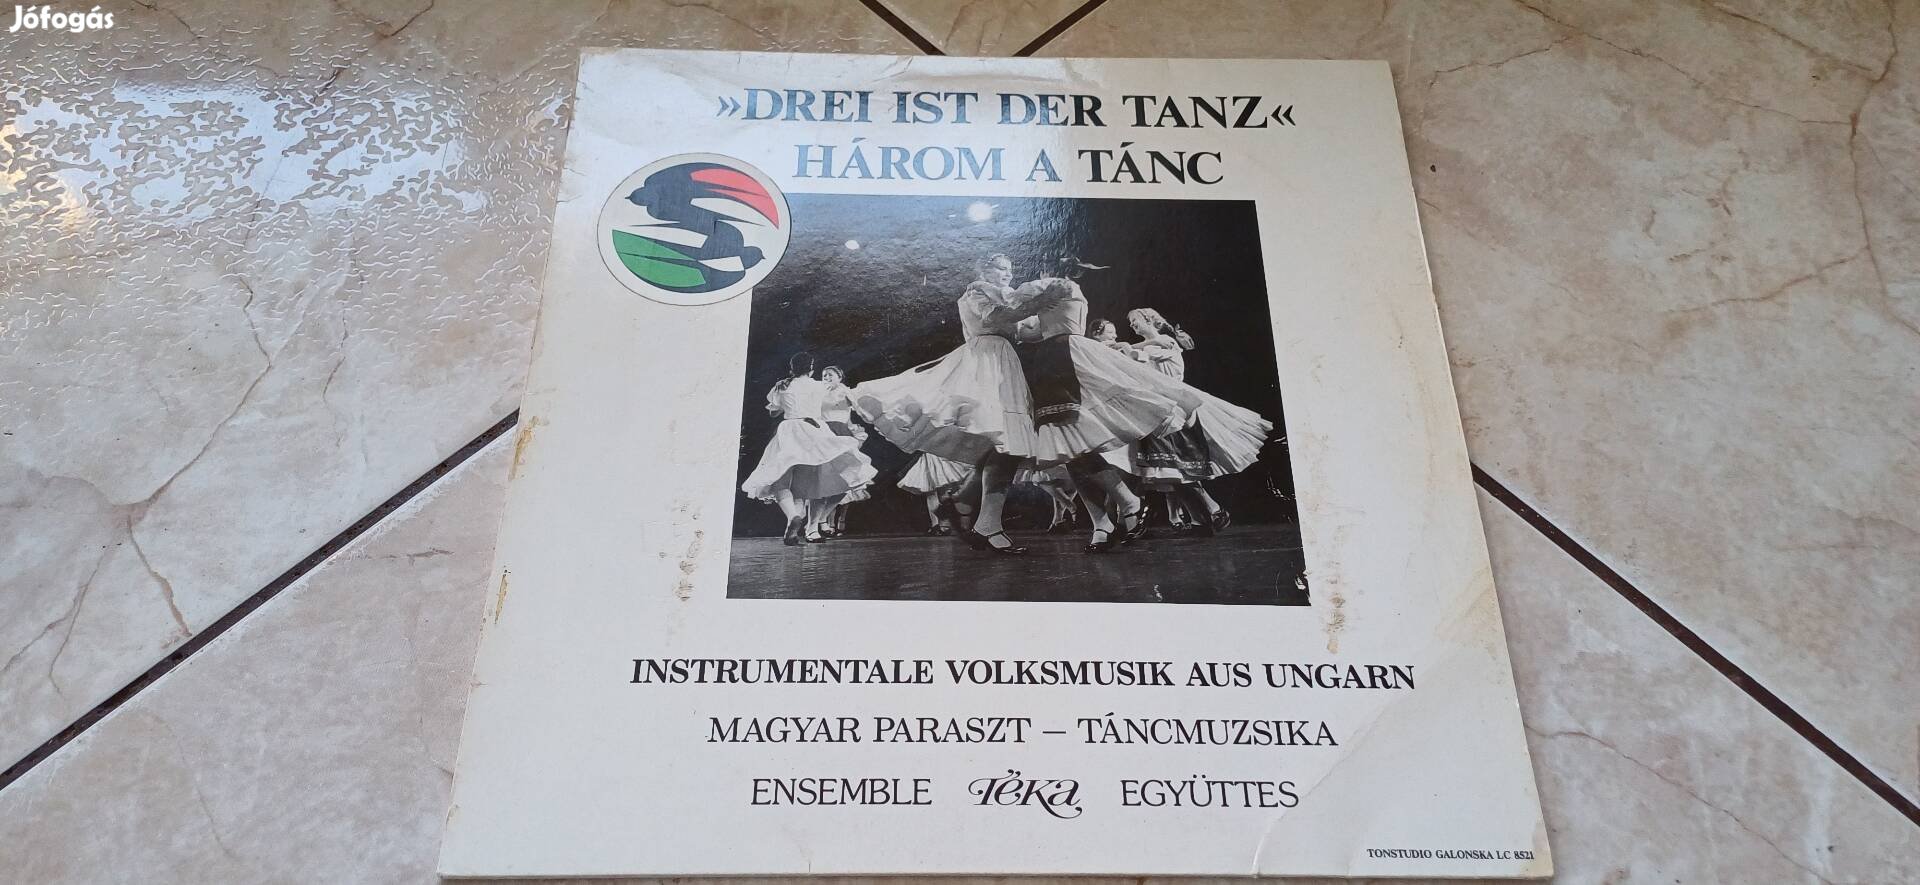 Jófogás
»DREI IST DER TANZ«
HÁROM A TÁNC
INSTRUMENTALE VOLKSMUSIK AUS UNGARN
MAGYAR PARASZT – TÁNCMUZSIKA
ENSEMBLE Téka EGYÜTTES
TONSTUDIO GALONSKA LC 8521